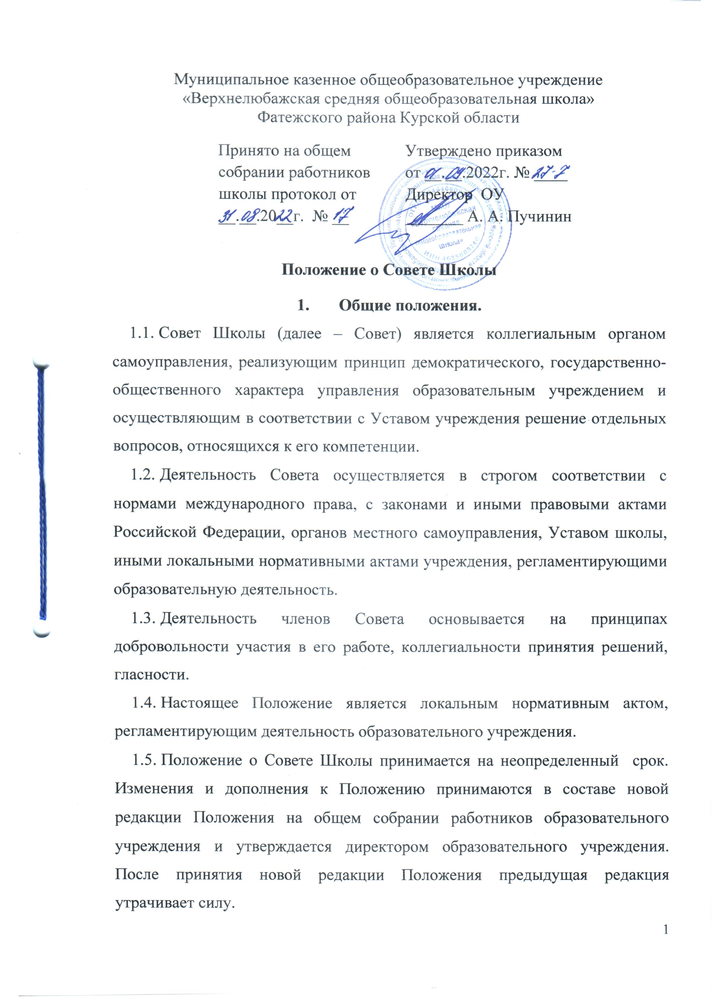 Муниципальное казенное общеобразовательное учреждение
«Верхнелюбажская средняя общеобразовательная школа»
Фатежского района Курской области
Принято на общем
собрании работников
школы протокол от
31.08.2022г. № 17
Утверждено приказом
от 01.09.2022г. № 27-7
Директор ОУ
А. А. Пучинин
«Верхнелюбажская
средняя
общеобразовательная
школа»
ИНН 4625003740
Положение о Совете Школы
1. Общие положения.
1.1. Совет Школы (далее – Совет) является коллегиальным органом
самоуправления, реализующим принцип демократического, государственно-
общественного характера управления образовательным учреждением и
осуществляющим в соответствии с Уставом учреждения решение отдельных
вопросов, относящихся к его компетенции.
1.2. Деятельность Совета осуществляется в строгом соответствии с
нормами международного права, с законами и иными правовыми актами
Российской Федерации, органов местного самоуправления, Уставом школы,
иными локальными нормативными актами учреждения, регламентирующими
образовательную деятельность.
1.3. Деятельность членов Совета основывается на принципах
добровольности участия в его работе, коллегиальности принятия решений,
гласности.
1.4. Настоящее Положение является локальным нормативным актом,
регламентирующим деятельность образовательного учреждения.
1.5. Положение о Совете Школы принимается на неопределенный срок.
Изменения и дополнения к Положению принимаются в составе новой
редакции Положения на общем собрании работников образовательного
учреждения и утверждается директором образовательного учреждения.
После принятия новой редакции Положения предыдущая редакция
утрачивает силу.
1